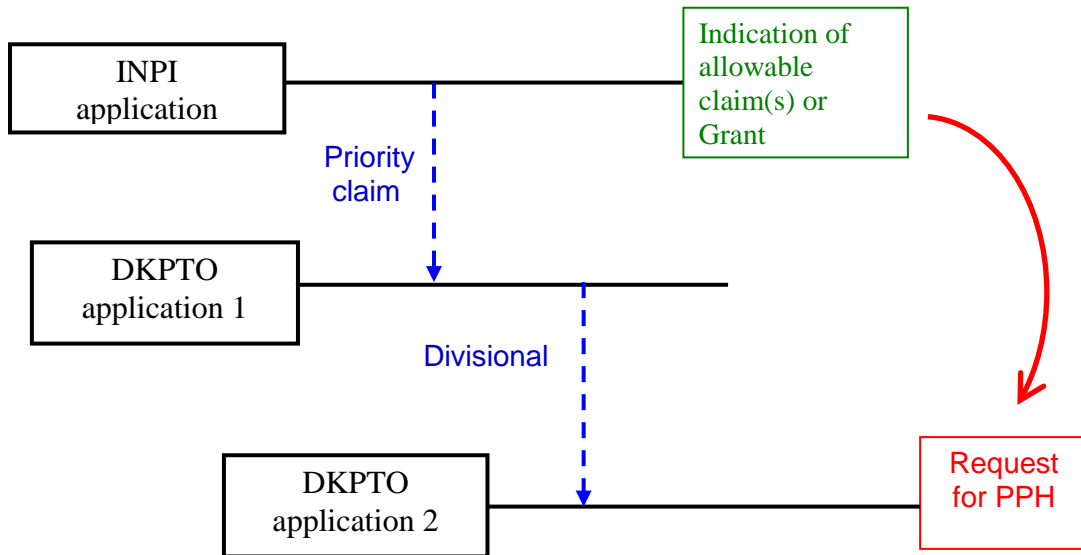 INPI
application
Indication of
allowable
claim(s) or
Grant
Priority
claim
DKPTO
application 1
Divisional
DKPTO
application 2
Request
for PPH